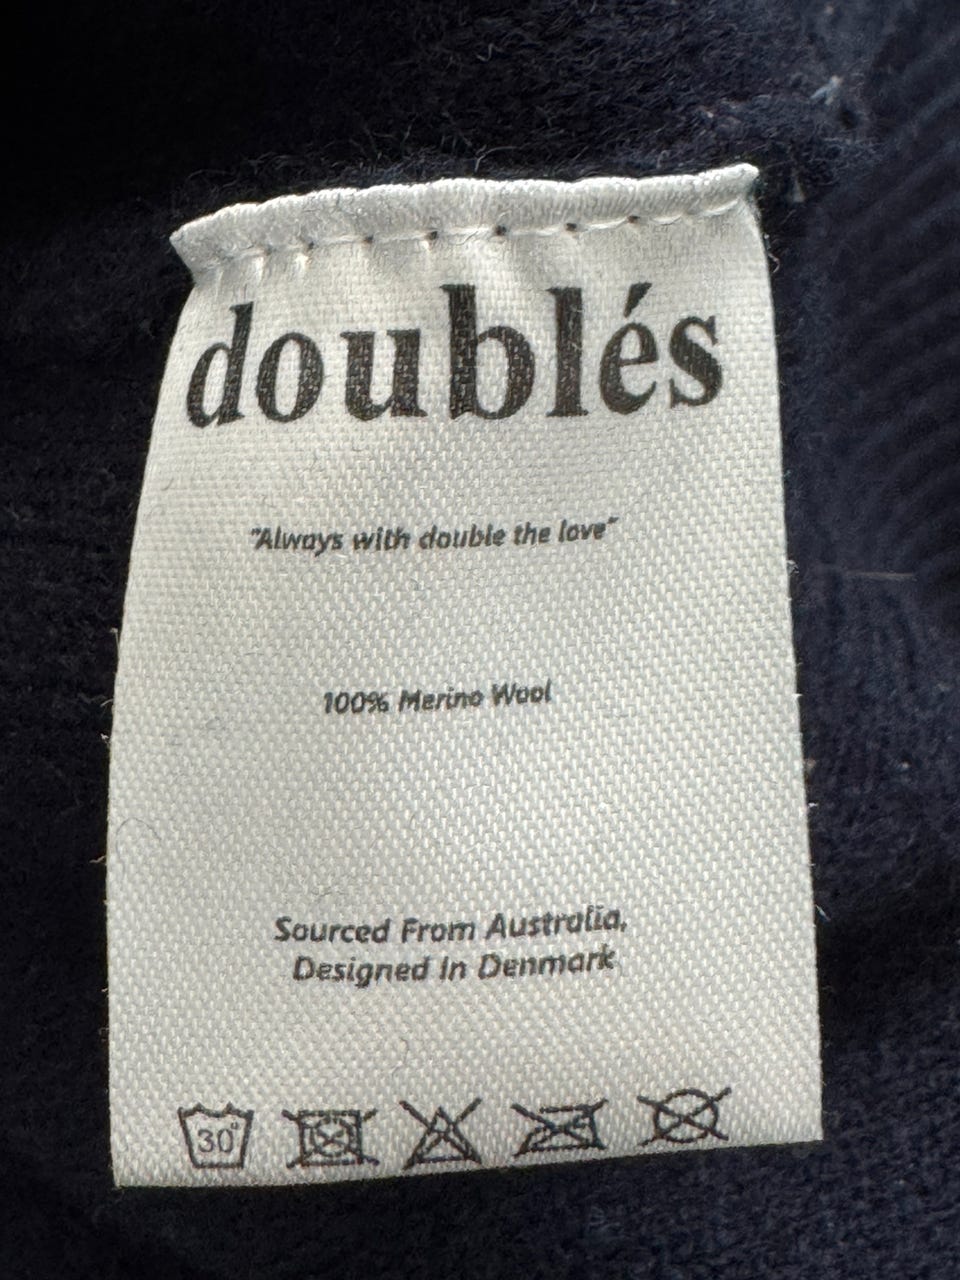 doublés
"Always with double the love"
100% Merino Wool
Sourced From Australia,
Designed In Denmark
30°